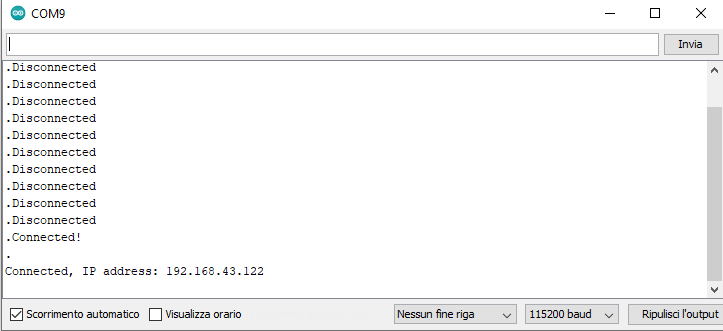 COM9
Invia
.Disconnected
.Disconnected
.Disconnected
.Disconnected
.Disconnected
.Disconnected
.Disconnected
.Disconnected
.Disconnected
.Disconnected
.Connected!
.
Connected, IP address: 192.168.43.122
Scorrimento automatico Visualizza orario Nessun fine riga 115200 baud Ripulisci l'output